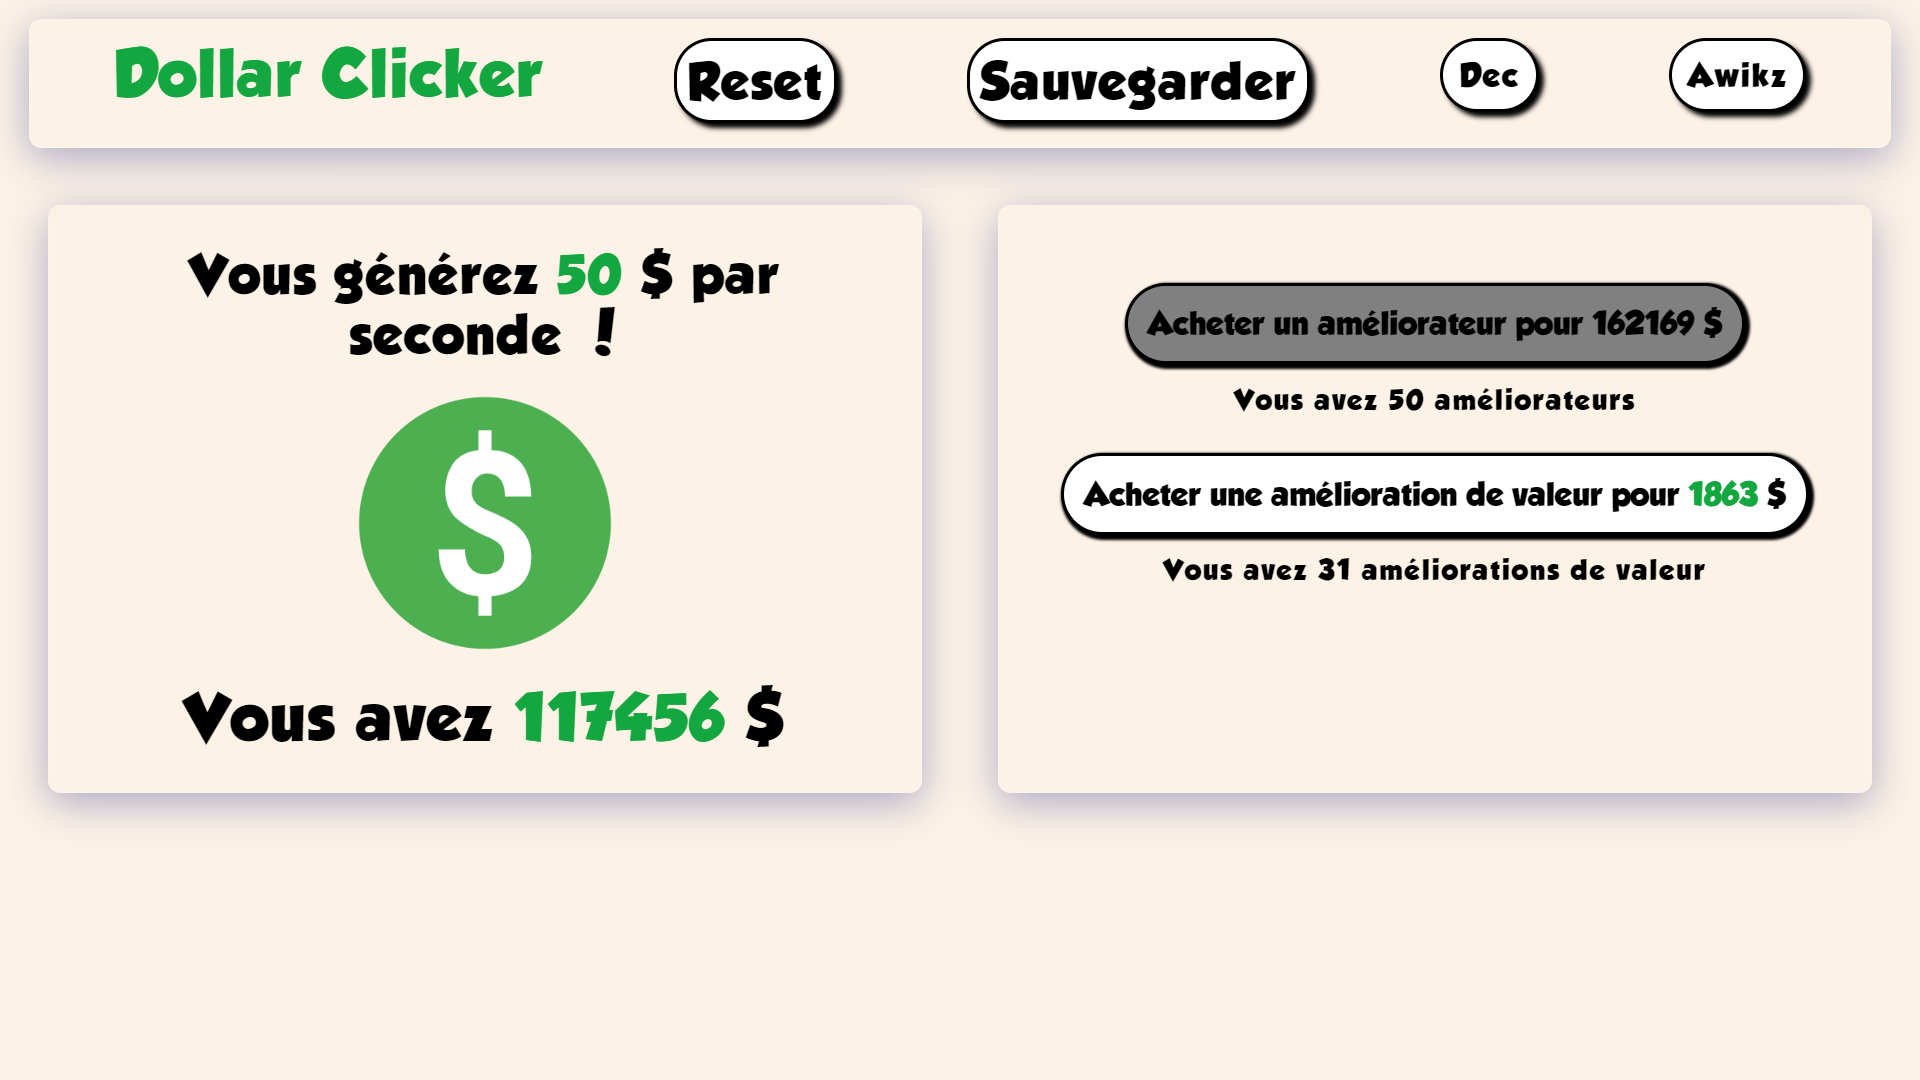 Dollar Clicker
Reset
Sauvegarder
Dec
Awikz
Vous générez 50 $ par
seconde !
$
Vous avez 117456 $
Acheter un améliorateur pour 162169 $
Vous avez 50 améliorateurs
Acheter une amélioration de valeur pour 1863 $
Vous avez 31 améliorations de valeur